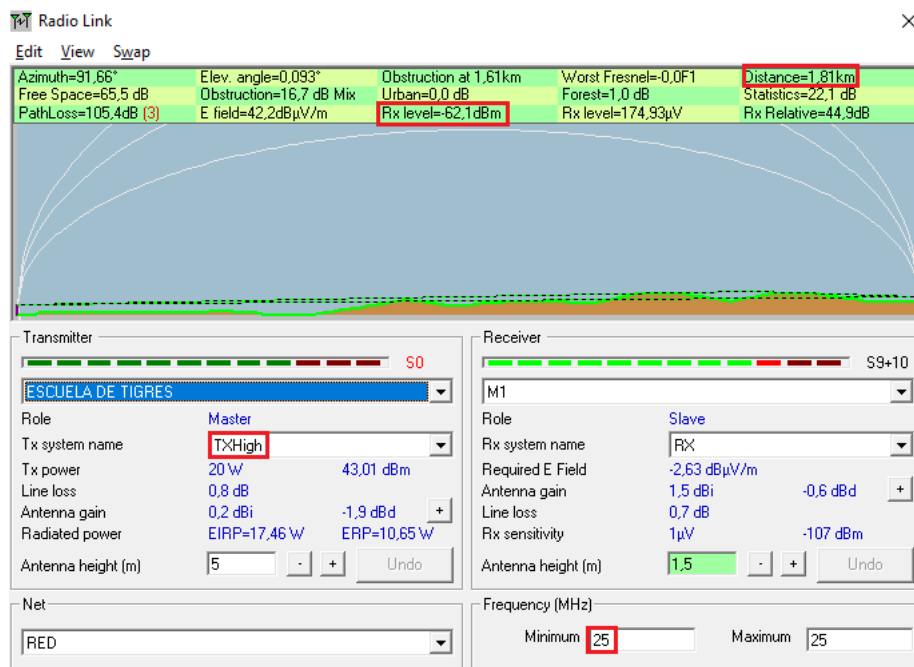 Radio Link
Edit View Swap
Azimuth=91,66° Elev. angle=0,093° Obstruction at 1,61km Worst Fresnel=-0,0F1 Distance=1,81km
Free Space=65,5 dB Obstruction=16,7 dB Mix Urban=0,0 dB Forest=1,0 dB Statistics=22,1 dB
PathLoss=105,4dB (3) E field=42,2dBµV/m Rx level=-62,1dBm Rx level=174,93µV Rx Relative=44,9dB
Transmitter
S0
ESCUELA DE TIGRES
Role Master
Tx system name TXHigh
Tx power 20 W 43,01 dBm
Line loss 0,8 dB
Antenna gain 0,2 dBi -1,9 dBd +
Radiated power EIRP=17,46 W ERP=10,65 W
Antenna height (m) 5 - + Undo
Receiver
S9+10
M1
Role Slave
Rx system name RX
Required E Field -2,63 dBµV/m
Antenna gain 1,5 dBi -0,6 dBd +
Line loss 0,7 dB
Rx sensitivity 1µV -107 dBm
Antenna height (m) 1,5 - + Undo
Net
RED
Frequency (MHz)
Minimum 25 Maximum 25